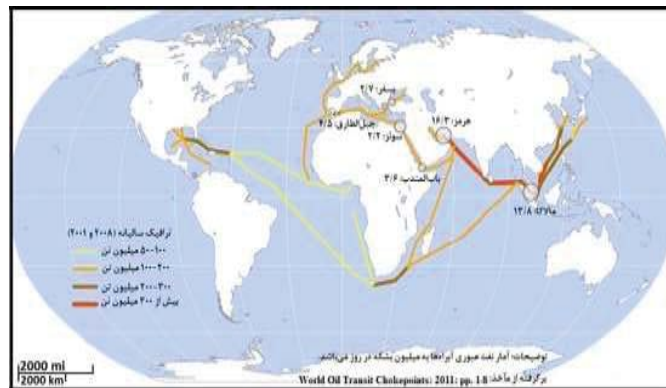 بسفر: ۲/۷
هرمز: ۱۶/۳
جبل‌الطارق: ۴/۵
سوئز: ۲/۲
باب‌المندب: ۳/۶
مالاکا: ۱۳/۸
ترافیک سالیانه (۲۰۰۸ و ۲۰۰۹)
۵۰-۱۰۰ میلیون تن
۱۰۰-۲۰۰ میلیون تن
۲۰۰-۳۰۰ میلیون تن
بیش از ۳۰۰ میلیون تن
توضیحات: آمار نفت عبوری آبراه‌ها به میلیون بشکه در روز می‌باشد.
برگرفته از مآخذ: World Oil Transit Chokepoints: 2011: pp. 1-8
2000 mi
2000 km